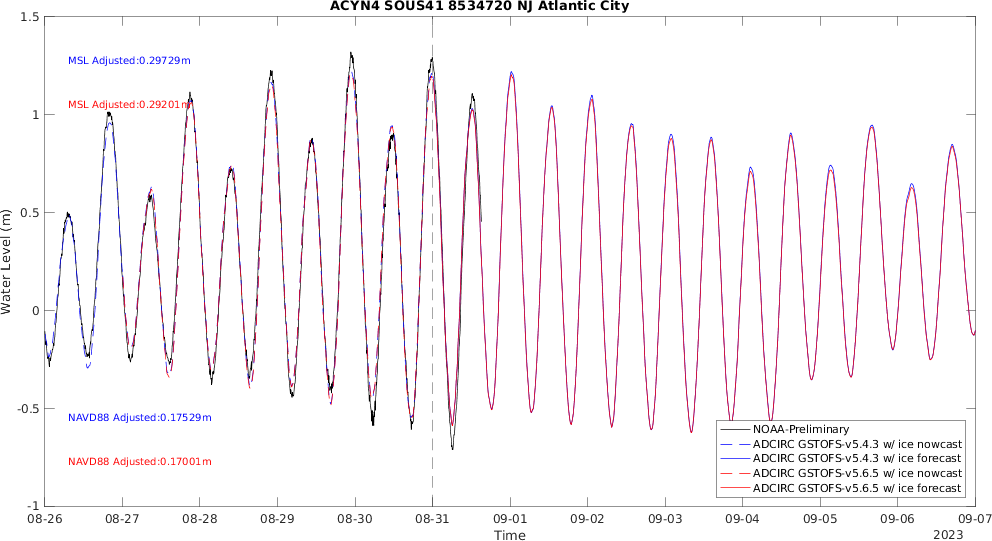 ACYN4 SOUS41 8534720 NJ Atlantic City
1.5
1
0.5
0
-0.5
-1
Water Level (m)
MSL Adjusted:0.29729m
MSL Adjusted:0.29201m
NAVD88 Adjusted:0.17529m
NAVD88 Adjusted:0.17001m
NOAA-Preliminary
ADCIRC GSTOFS-v5.4.3 w/ ice nowcast
ADCIRC GSTOFS-v5.4.3 w/ ice forecast
ADCIRC GSTOFS-v5.6.5 w/ ice nowcast
ADCIRC GSTOFS-v5.6.5 w/ ice forecast
08-26 08-27 08-28 08-29 08-30 08-31 09-01 09-02 09-03 09-04 09-05 09-06 09-07
Time
2023